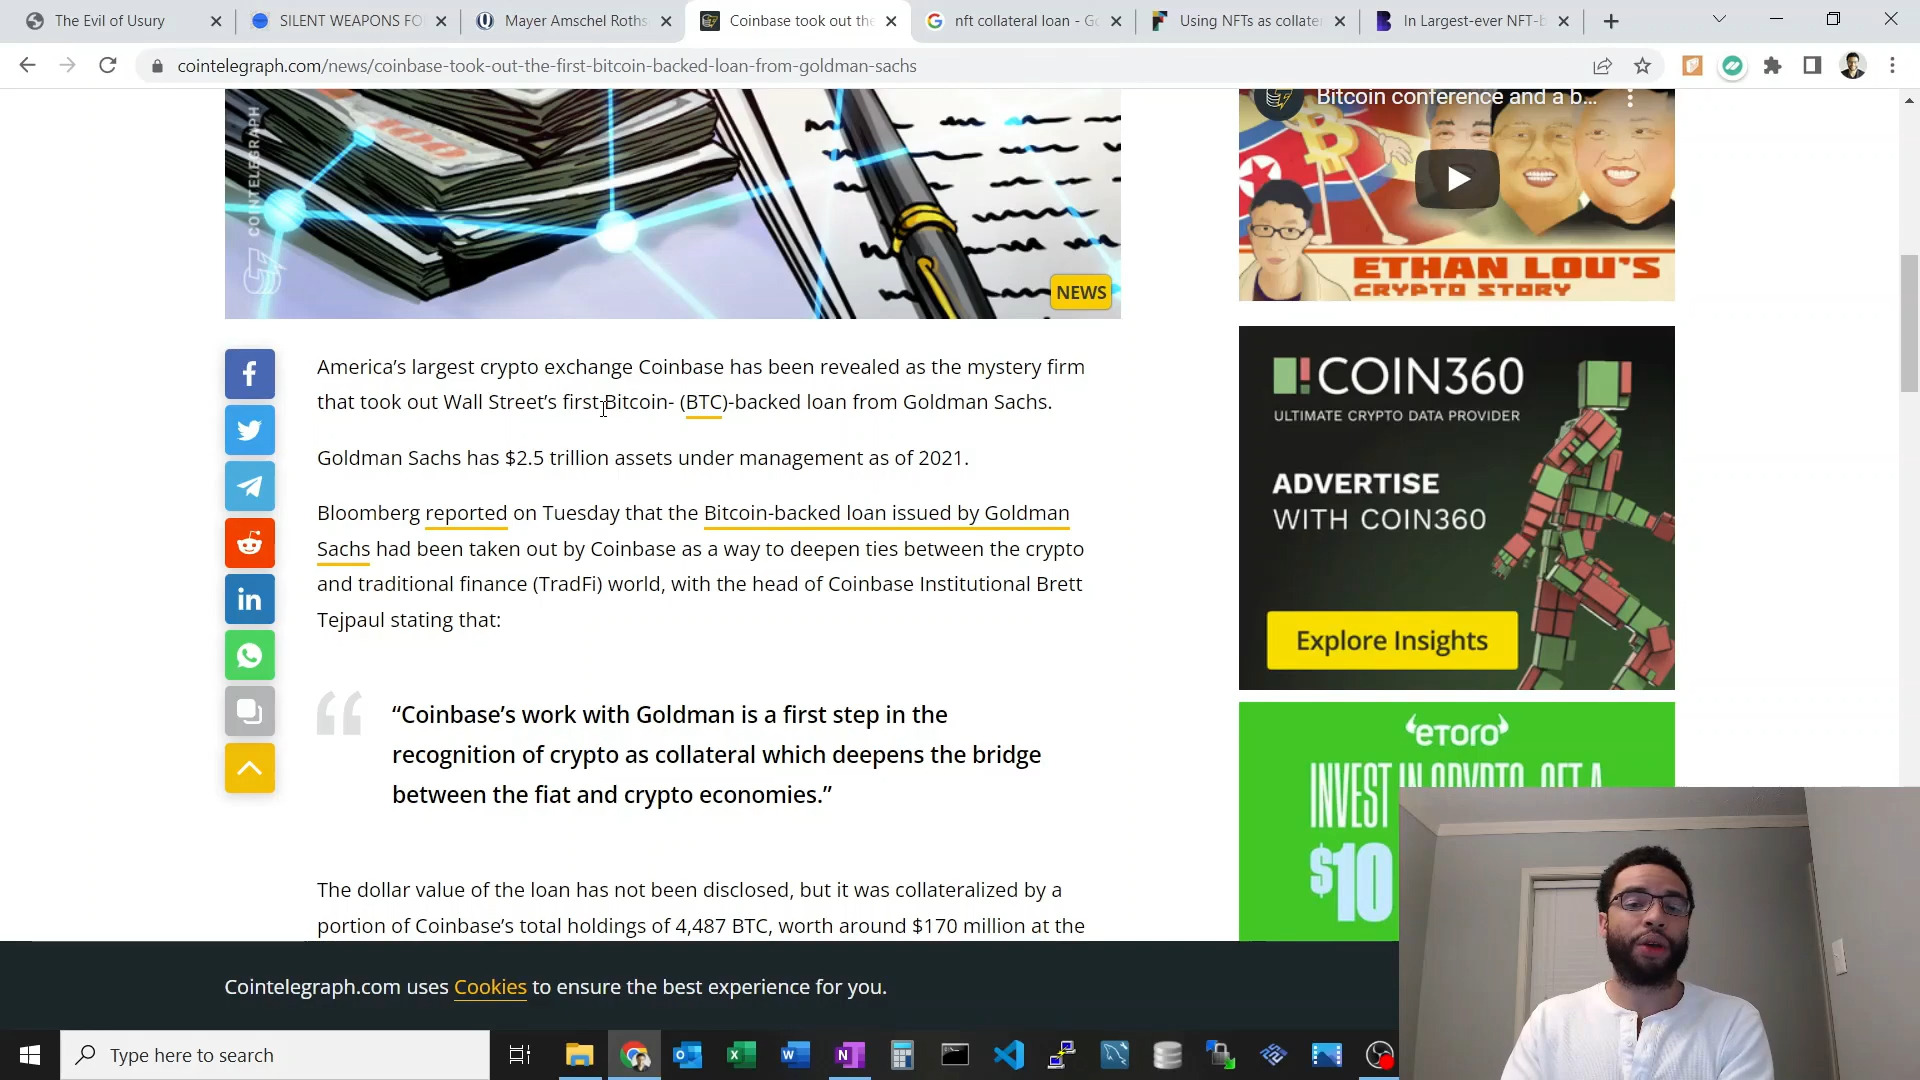 The Evil of Usury
SILENT WEAPONS FO
Mayer Amschel Roths
Coinbase took out the
nft collateral loan - Go
Using NFTs as collate
In Largest-ever NFT-b
cointelegraph.com/news/coinbase-took-out-the-first-bitcoin-backed-loan-from-goldman-sachs
COINTELEGRAPH
100
NEWS
Bitcoin conference and a b...
ETHAN LOU'S
CRYPTO STORY
America's largest crypto exchange Coinbase has been revealed as the mystery firm
that took out Wall Street's first Bitcoin- (BTC)-backed loan from Goldman Sachs.
Goldman Sachs has $2.5 trillion assets under management as of 2021.
Bloomberg reported on Tuesday that the Bitcoin-backed loan issued by Goldman
Sachs had been taken out by Coinbase as a way to deepen ties between the crypto
and traditional finance (TradFi) world, with the head of Coinbase Institutional Brett
Tejpaul stating that:
“Coinbase's work with Goldman is a first step in the
recognition of crypto as collateral which deepens the bridge
between the fiat and crypto economies.”
The dollar value of the loan has not been disclosed, but it was collateralized by a
portion of Coinbase's total holdings of 4,487 BTC, worth around $170 million at the
COIN360
ULTIMATE CRYPTO DATA PROVIDER
ADVERTISE
WITH COIN360
Explore Insights
eToro
INVEST IN CRYPTO, GET A
$10
Cointelegraph.com uses Cookies to ensure the best experience for you.
Type here to search